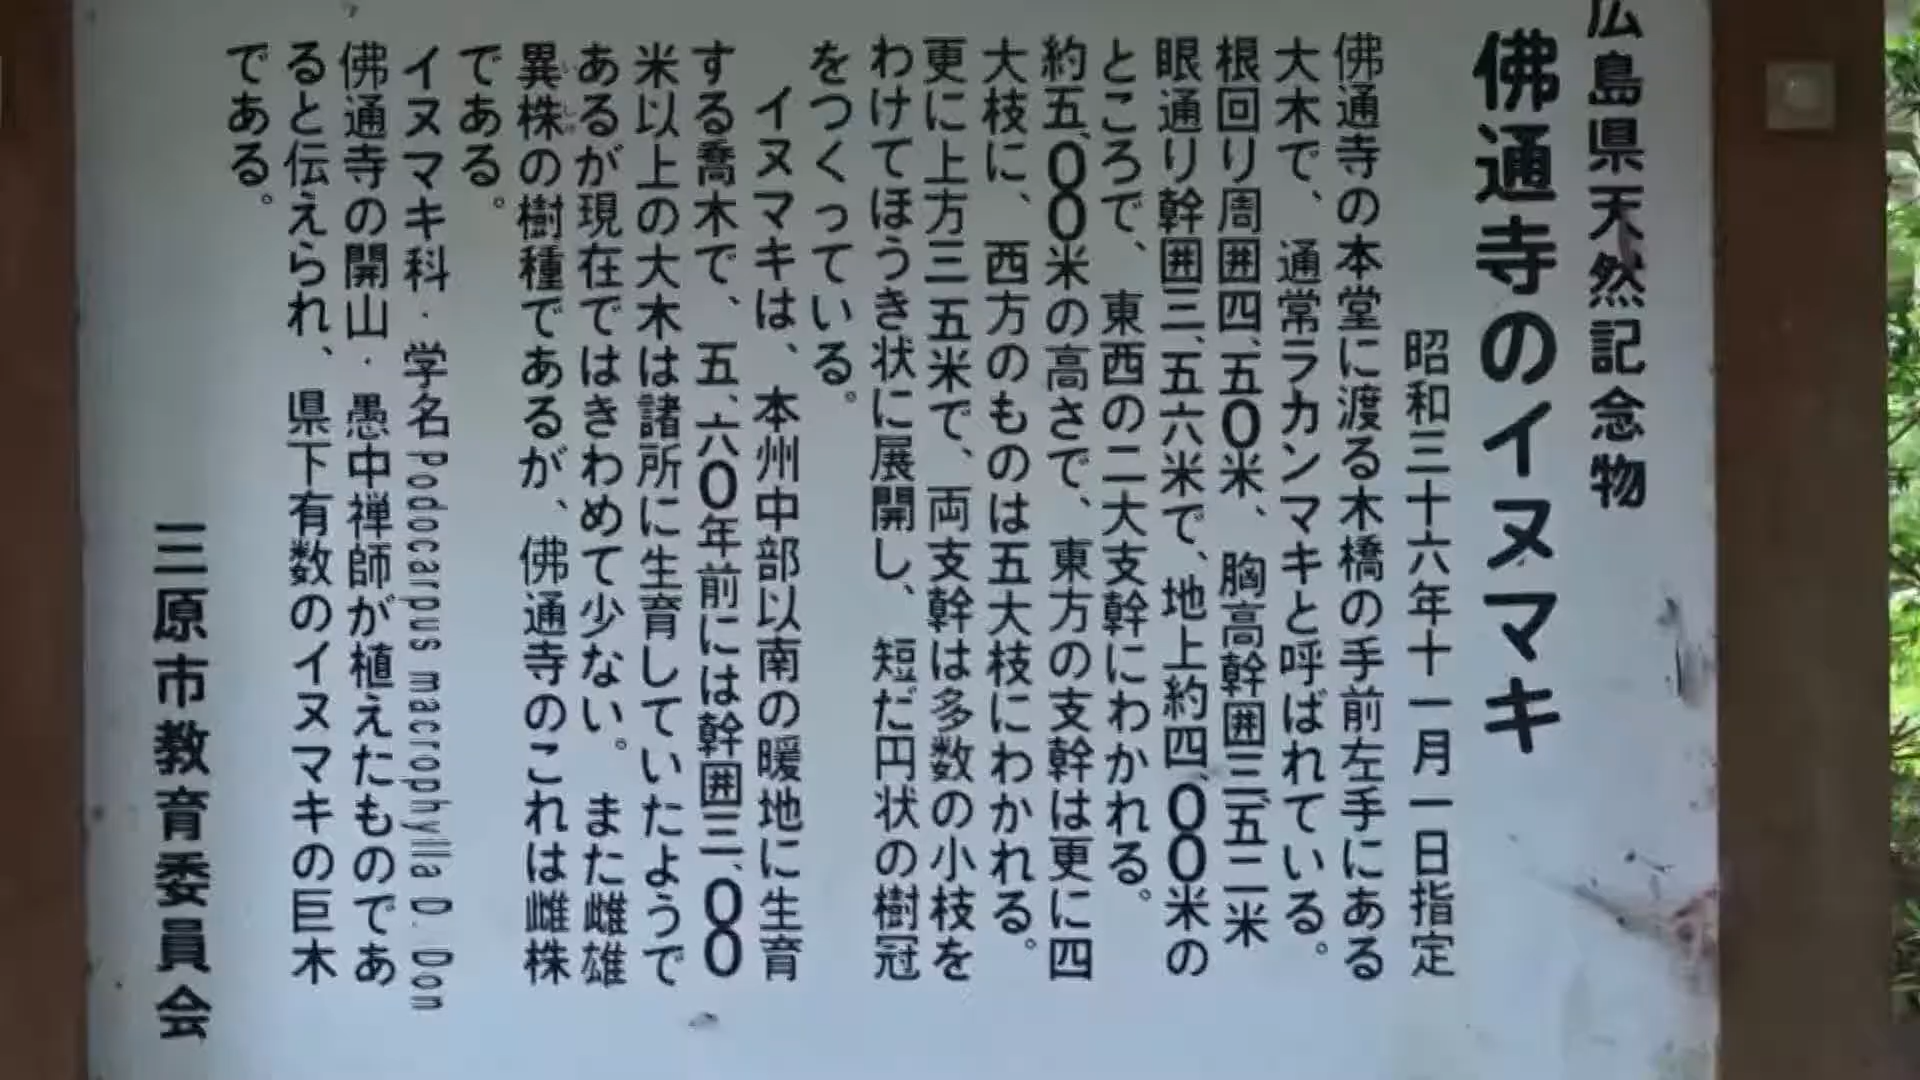 広島県天然記念物
佛通寺のイヌマキ
昭和三十六年十一月一日指定
佛通寺の本堂に渡る木橋の手前左手にある
大木で、通常ラカンマキと呼ばれている。
根回り周囲四、五〇米、胸高幹囲三、五二米
眼通り幹囲三、五六米で、地上約四、〇〇米の
ところで、東西の二大支幹にわかれる。
約五、〇〇米の高さで、東方の支幹は更に四
大枝に、西方のものは五大枝にわかれる。
更に上方三五米で、両支幹は多数の小枝を
わけてほうき状に展開し、短だ円状の樹冠
をつくっている。
イヌマキは、本州中部以南の暖地に生育
する喬木で、五、六〇年前には幹囲三、〇〇
米以上の大木は諸所に生育していたようで
あるが現在ではきわめて少ない。また雌雄
異株の樹種であるが、佛通寺のこれは雌株
である。
イヌマキ科・学名 Podocarpus macrophylla D. Don
佛通寺の開山・愚中禅師が植えたものであ
ると伝えられ、県下有数のイヌマキの巨木
である。
三原市教育委員会